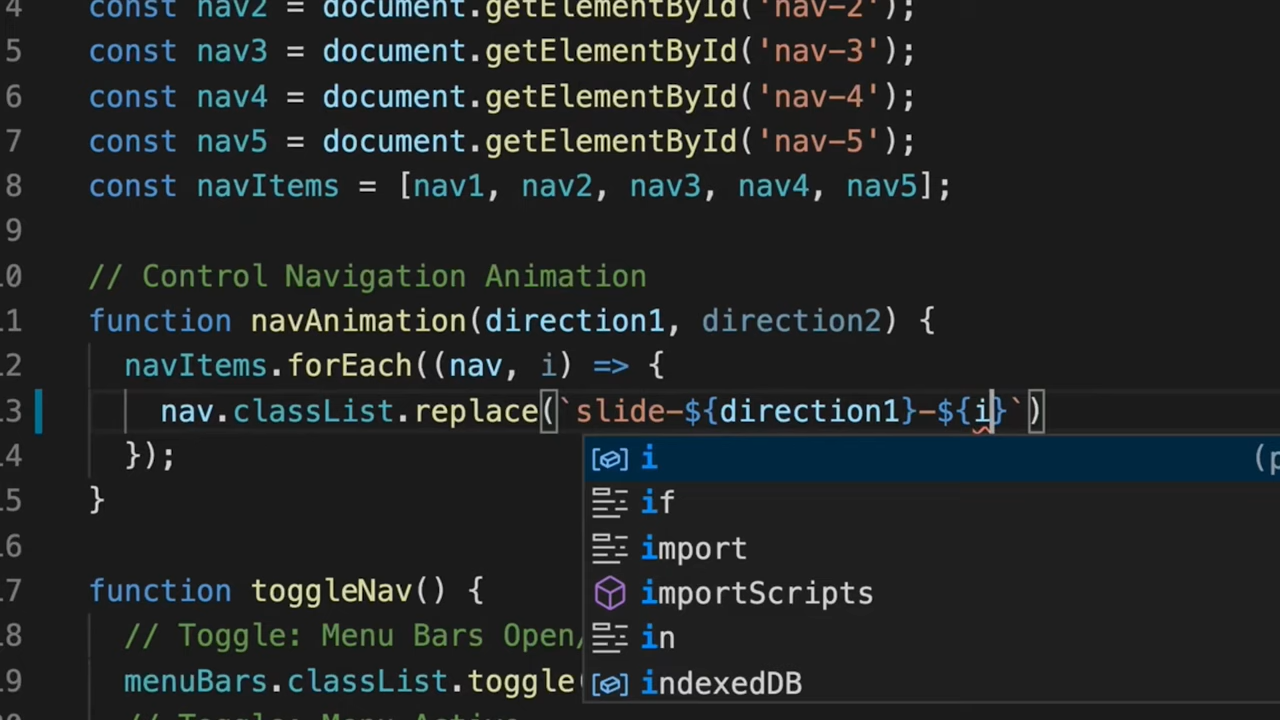 4 const nav2 = document.getElementById('nav-2');
5 const nav3 = document.getElementById('nav-3');
6 const nav4 = document.getElementById('nav-4');
7 const nav5 = document.getElementById('nav-5');
8 const navItems = [nav1, nav2, nav3, nav4, nav5];
9
10 // Control Navigation Animation
11 function navAnimation(direction1, direction2) {
12 navItems.forEach((nav, i) => {
13 nav.classList.replace(`slide-${direction1}-${i}`)
14 });
i (p
if
15 }
16
import
importScripts
17 function toggleNav() {
18 // Toggle: Menu Bars Open/
in
19 menuBars.classList.toggle(
indexedDB
// Toggle: Menu Active